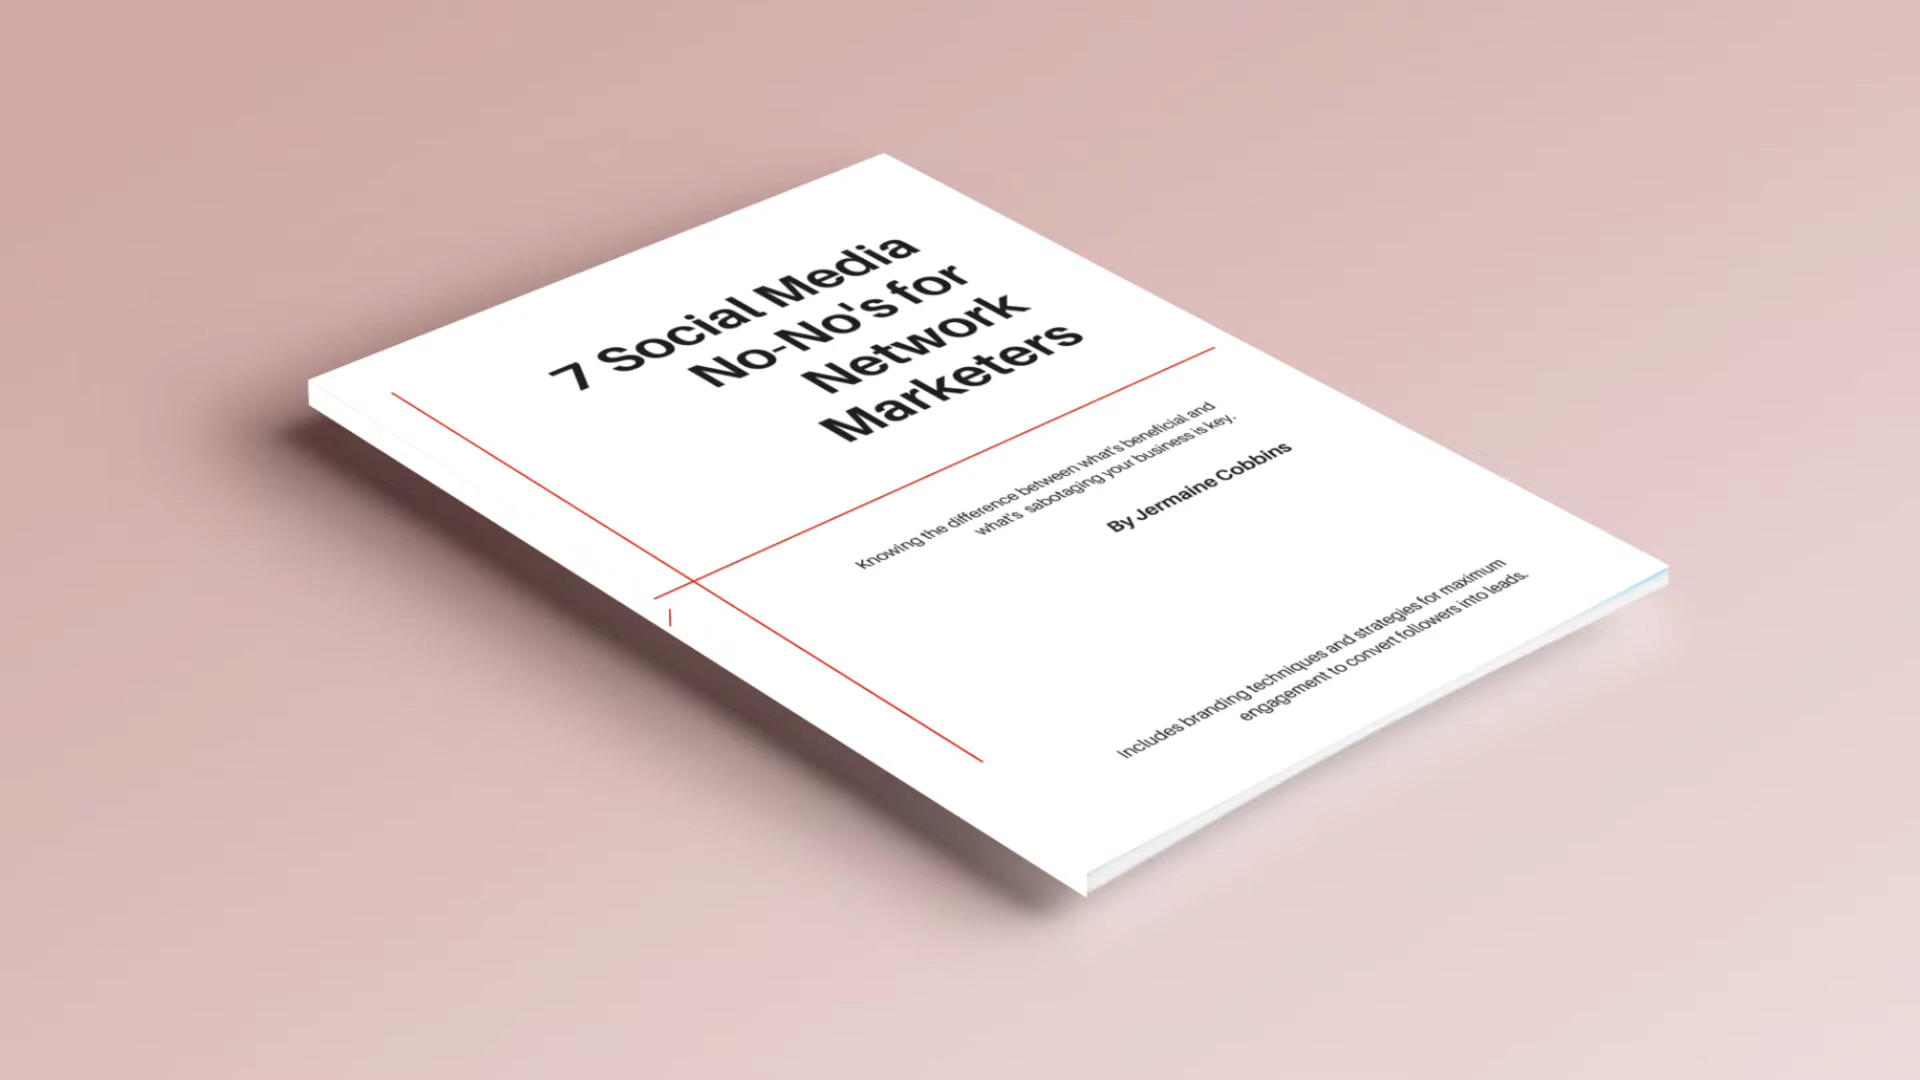 7 Social Media
No-No's for
Network
Marketers
Knowing the difference between what's beneficial and
what's sabotaging your business is key.
By Jermaine Cobbins
Includes branding techniques and strategies for maximum
engagement to convert followers into leads.